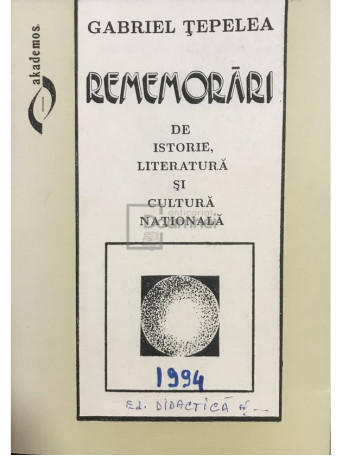 akademos.
GABRIEL ŢEPELEA
REMEMORĂRI
DE
ISTORIE,
LITERATURĂ
ŞI
CULTURĂ
NAŢIONALĂ
1994
Ed. DIDACTICĂ